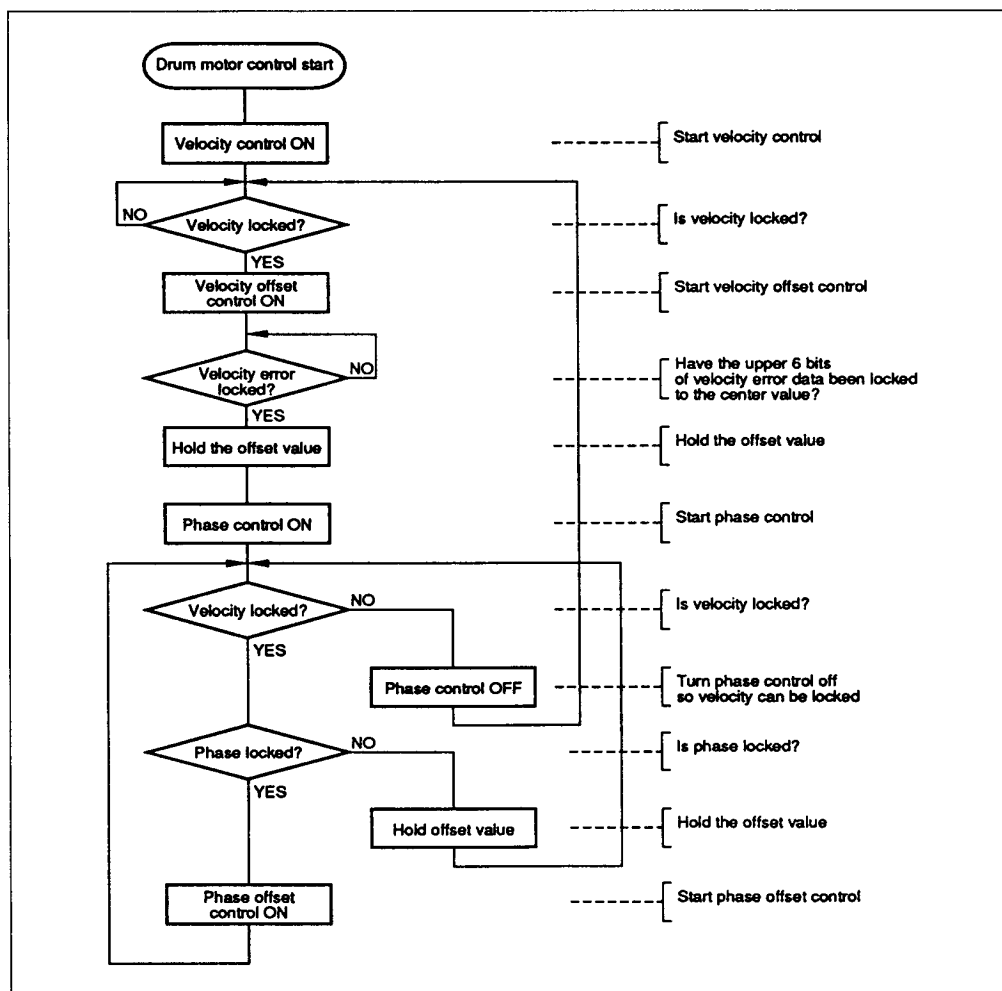 Drum motor control start
Velocity control ON
Start velocity control
NO
Velocity locked?
Is velocity locked?
YES
Velocity offset
control ON
Start velocity offset control
Velocity error
locked?
NO
Have the upper 6 bits
of velocity error data been locked
to the center value?
YES
Hold the offset value
Hold the offset value
Phase control ON
Start phase control
Velocity locked?
NO
Is velocity locked?
YES
Phase control OFF
Turn phase control off
so velocity can be locked
Phase locked?
NO
Is phase locked?
YES
Hold offset value
Hold the offset value
Phase offset
control ON
Start phase offset control